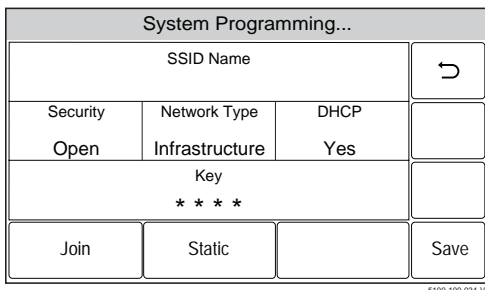 System Programming...
SSID Name
Security Network Type DHCP
Open Infrastructure Yes
Key
* * * *
Join Static Save